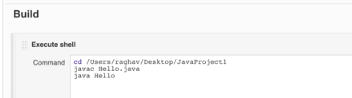 Build
Execute shell
Command
cd /Users/raghav/Desktop/JavaProject1
javac Hello.java
java Hello